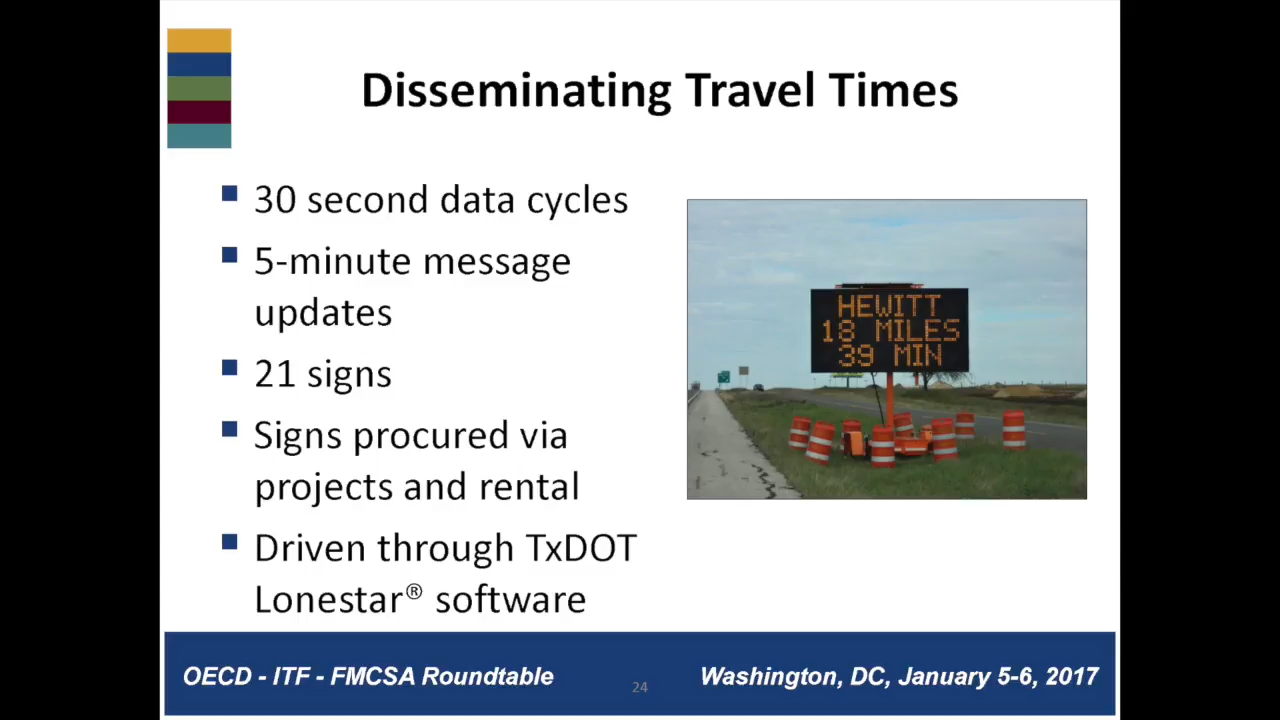 Disseminating Travel Times
30 second data cycles
5-minute message
updates
21 signs
Signs procured via
projects and rental
Driven through TxDOT
Lonestar® software
HEWITT
18 MILES
39 MIN
OECD - ITF - FMCSA Roundtable
24
Washington, DC, January 5-6, 2017